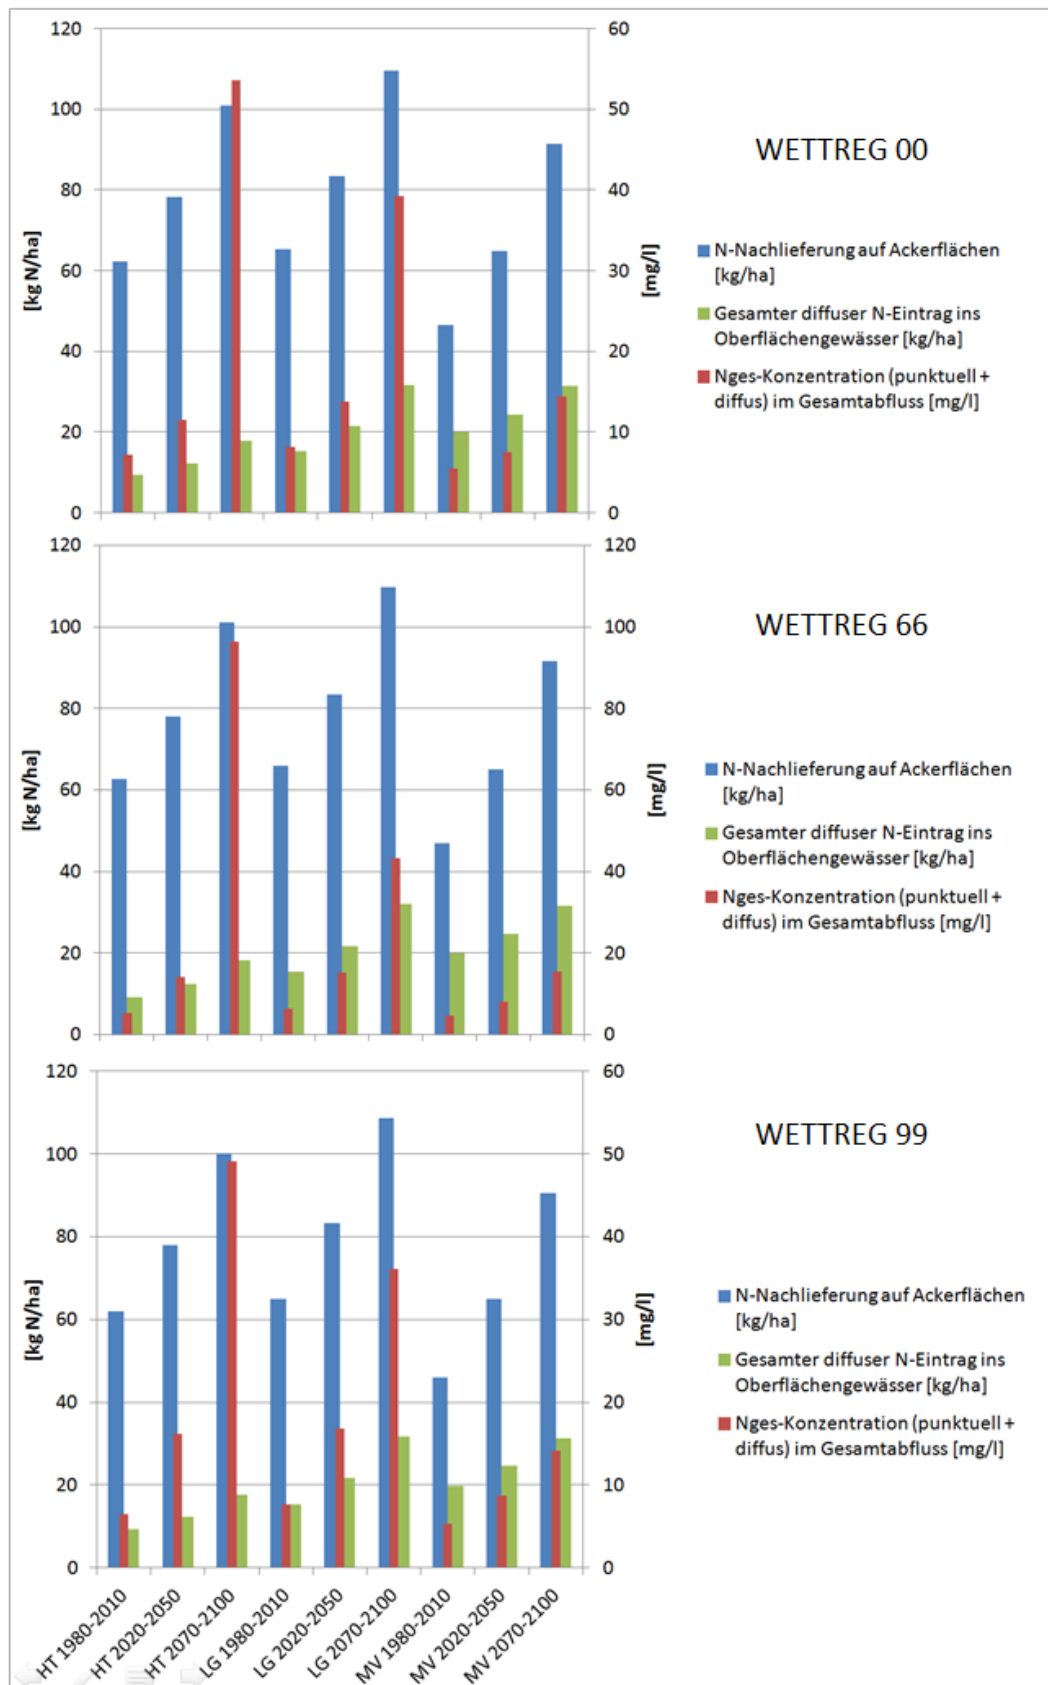 120
100
80
60
40
20
0
[kg N/ha]
60
50
40
30
20
10
0
[mg/l]
WETTREG 00
N-Nachlieferung auf Ackerflächen
[kg/ha]
Gesamter diffuser N-Eintrag ins
Oberflächengewässer [kg/ha]
Nges-Konzentration (punktuell +
diffus) im Gesamtabfluss [mg/l]
120
100
80
60
40
20
0
[kg N/ha]
120
100
80
60
40
20
0
[mg/l]
WETTREG 66
N-Nachlieferung auf Ackerflächen
[kg/ha]
Gesamter diffuser N-Eintrag ins
Oberflächengewässer [kg/ha]
Nges-Konzentration (punktuell +
diffus) im Gesamtabfluss [mg/l]
120
100
80
60
40
20
0
[kg N/ha]
60
50
40
30
20
10
0
[mg/l]
WETTREG 99
N-Nachlieferung auf Ackerflächen
[kg/ha]
Gesamter diffuser N-Eintrag ins
Oberflächengewässer [kg/ha]
Nges-Konzentration (punktuell +
diffus) im Gesamtabfluss [mg/l]
HT 1980-2010
HT 2020-2050
HT 2070-2100
LG 1980-2010
LG 2020-2050
LG 2070-2100
MV 1980-2010
MV 2020-2050
MV 2070-2100